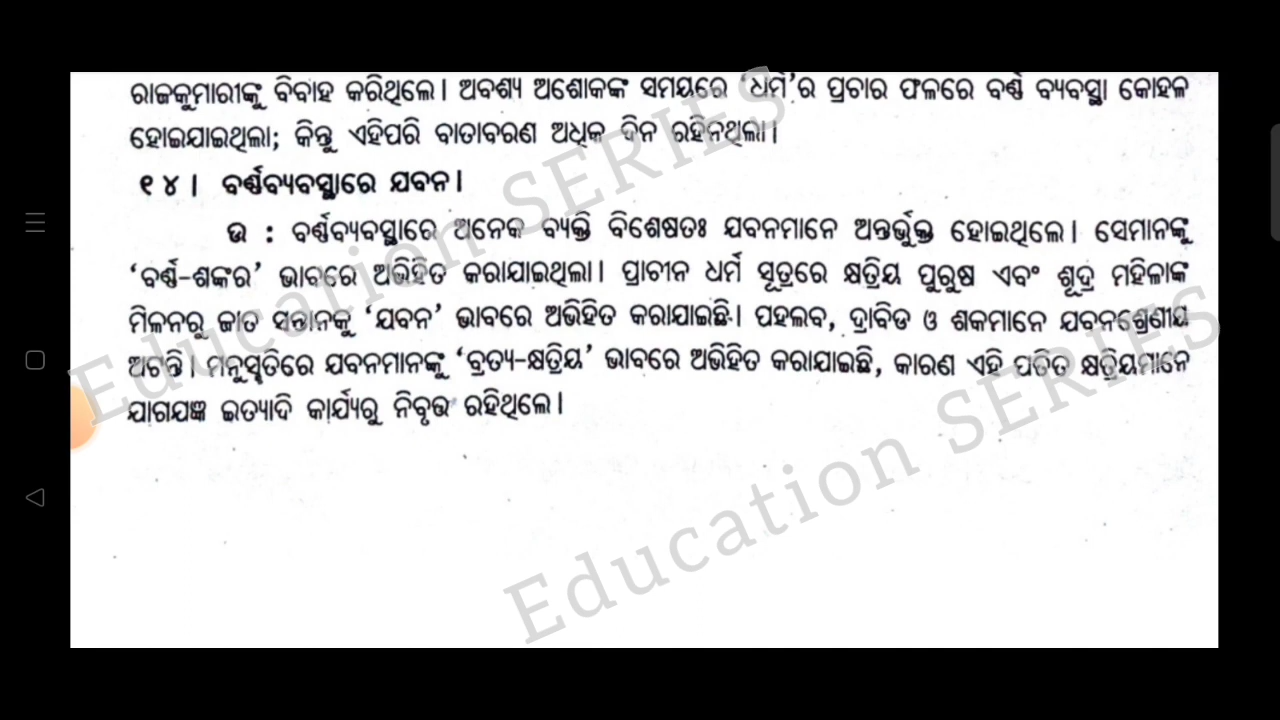 ରାଜକୁମାରୀଙ୍କୁ ବିବାହ କରିଥିଲେ। ଅବଶ୍ୟ ଅଶୋକଙ୍କ ସମୟରେ ‘ଧର୍ମ’ର ପ୍ରଚାର ଫଳରେ ବର୍ଣ୍ଣ ବ୍ୟବସ୍ଥା କୋହଳ
ହୋଇଯାଇଥିଲା; କିନ୍ତୁ ଏହିପରି ବାତାବରଣ ଅଧିକ ଦିନ ରହିନଥିଲା।
୧୪। ବର୍ଣ୍ଣବ୍ୟବସ୍ଥାରେ ଯବନ।
ଉ : ବର୍ଣ୍ଣବ୍ୟବସ୍ଥାରେ ଅନେକ ବ୍ୟକ୍ତି ବିଶେଷତଃ ଯବନମାନେ ଅନ୍ତର୍ଭୁକ୍ତ ହୋଇଥିଲେ। ସେମାନଙ୍କୁ
‘ବର୍ଣ୍ଣ-ଶଙ୍କର’ ଭାବରେ ଅଭିହିତ କରାଯାଇଥିଲା। ପ୍ରାଚୀନ ଧର୍ମ ସୂତ୍ରରେ କ୍ଷତ୍ରିୟ ପୁରୁଷ ଏବଂ ଶୂଦ୍ର ମହିଳାଙ୍କ
ମିଳନରୁ ଜାତ ସନ୍ତାନଙ୍କୁ ‘ଯବନ’ ଭାବରେ ଅଭିହିତ କରାଯାଇଛି। ପହଲବ, ଦ୍ରାବିଡ ଓ ଶକମାନେ ଯବନଶ୍ରେଣୀୟ
ଅଟନ୍ତି। ମନୁସ୍ମୃତିରେ ଯବନମାନଙ୍କୁ ‘ବ୍ରତ୍ୟ-କ୍ଷତ୍ରିୟ’ ଭାବରେ ଅଭିହିତ କରାଯାଇଛି, କାରଣ ଏହି ପତିତ କ୍ଷତ୍ରିୟମାନେ
ଯାଗଯଜ୍ଞ ଇତ୍ୟାଦି କାର୍ଯ୍ୟରୁ ନିବୃତ୍ତ ରହିଥିଲେ।
Education SERIES
Education SERIES